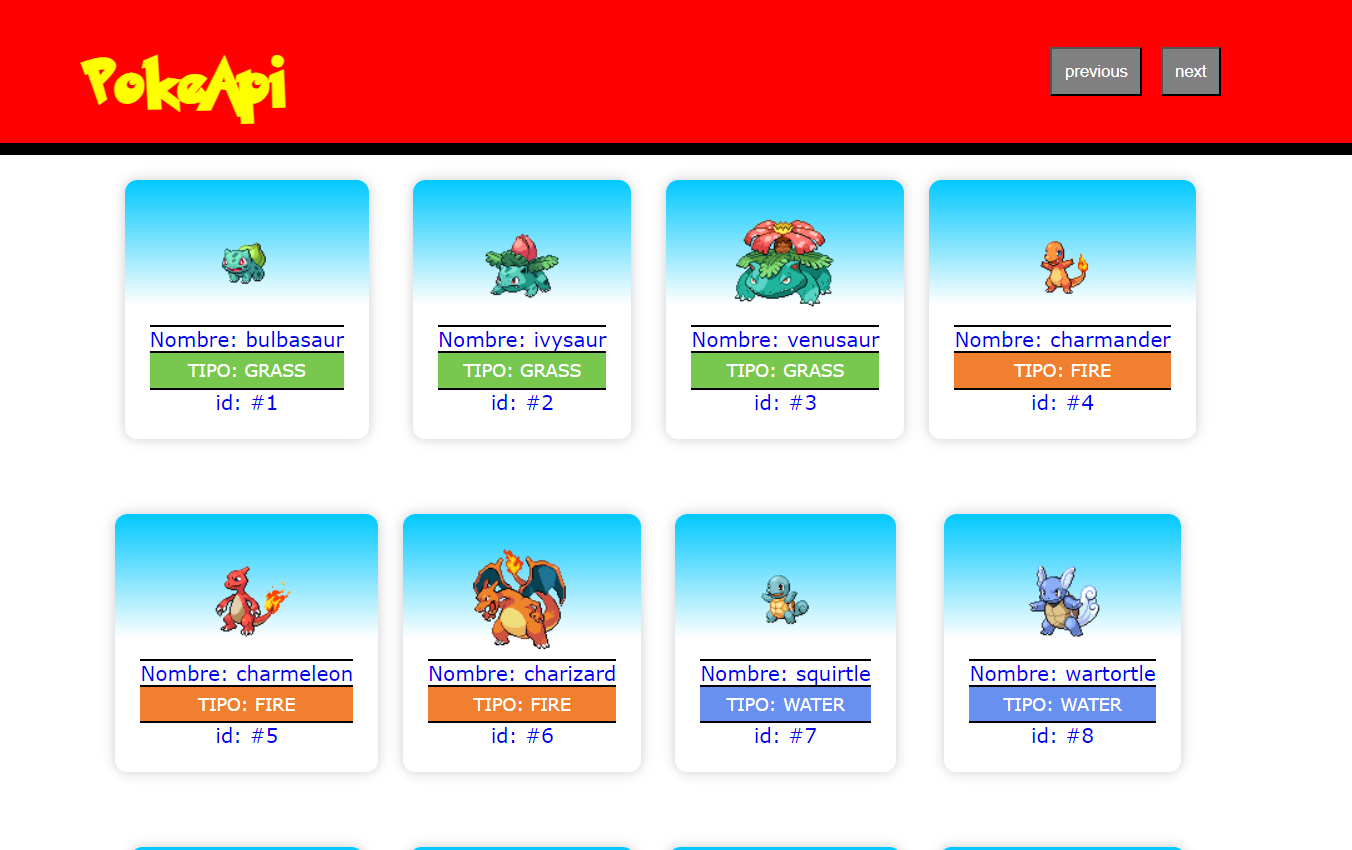 PokeApi
previous next
Nombre: bulbasaur
TIPO: GRASS
id: #1
Nombre: ivysaur
TIPO: GRASS
id: #2
Nombre: venusaur
TIPO: GRASS
id: #3
Nombre: charmander
TIPO: FIRE
id: #4
Nombre: charmeleon
TIPO: FIRE
id: #5
Nombre: charizard
TIPO: FIRE
id: #6
Nombre: squirtle
TIPO: WATER
id: #7
Nombre: wartortle
TIPO: WATER
id: #8